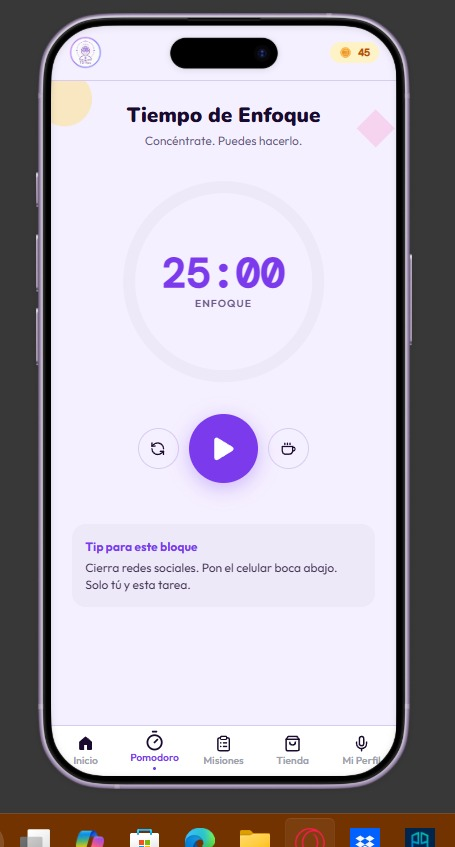 45
Tiempo de Enfoque
Concéntrate. Puedes hacerlo.
25:00
ENFOQUE
Tip para este bloque
Cierra redes sociales. Pon el celular boca abajo.
Solo tú y esta tarea.
Inicio
Pomodoro
Misiones
Tienda
Mi Perfil